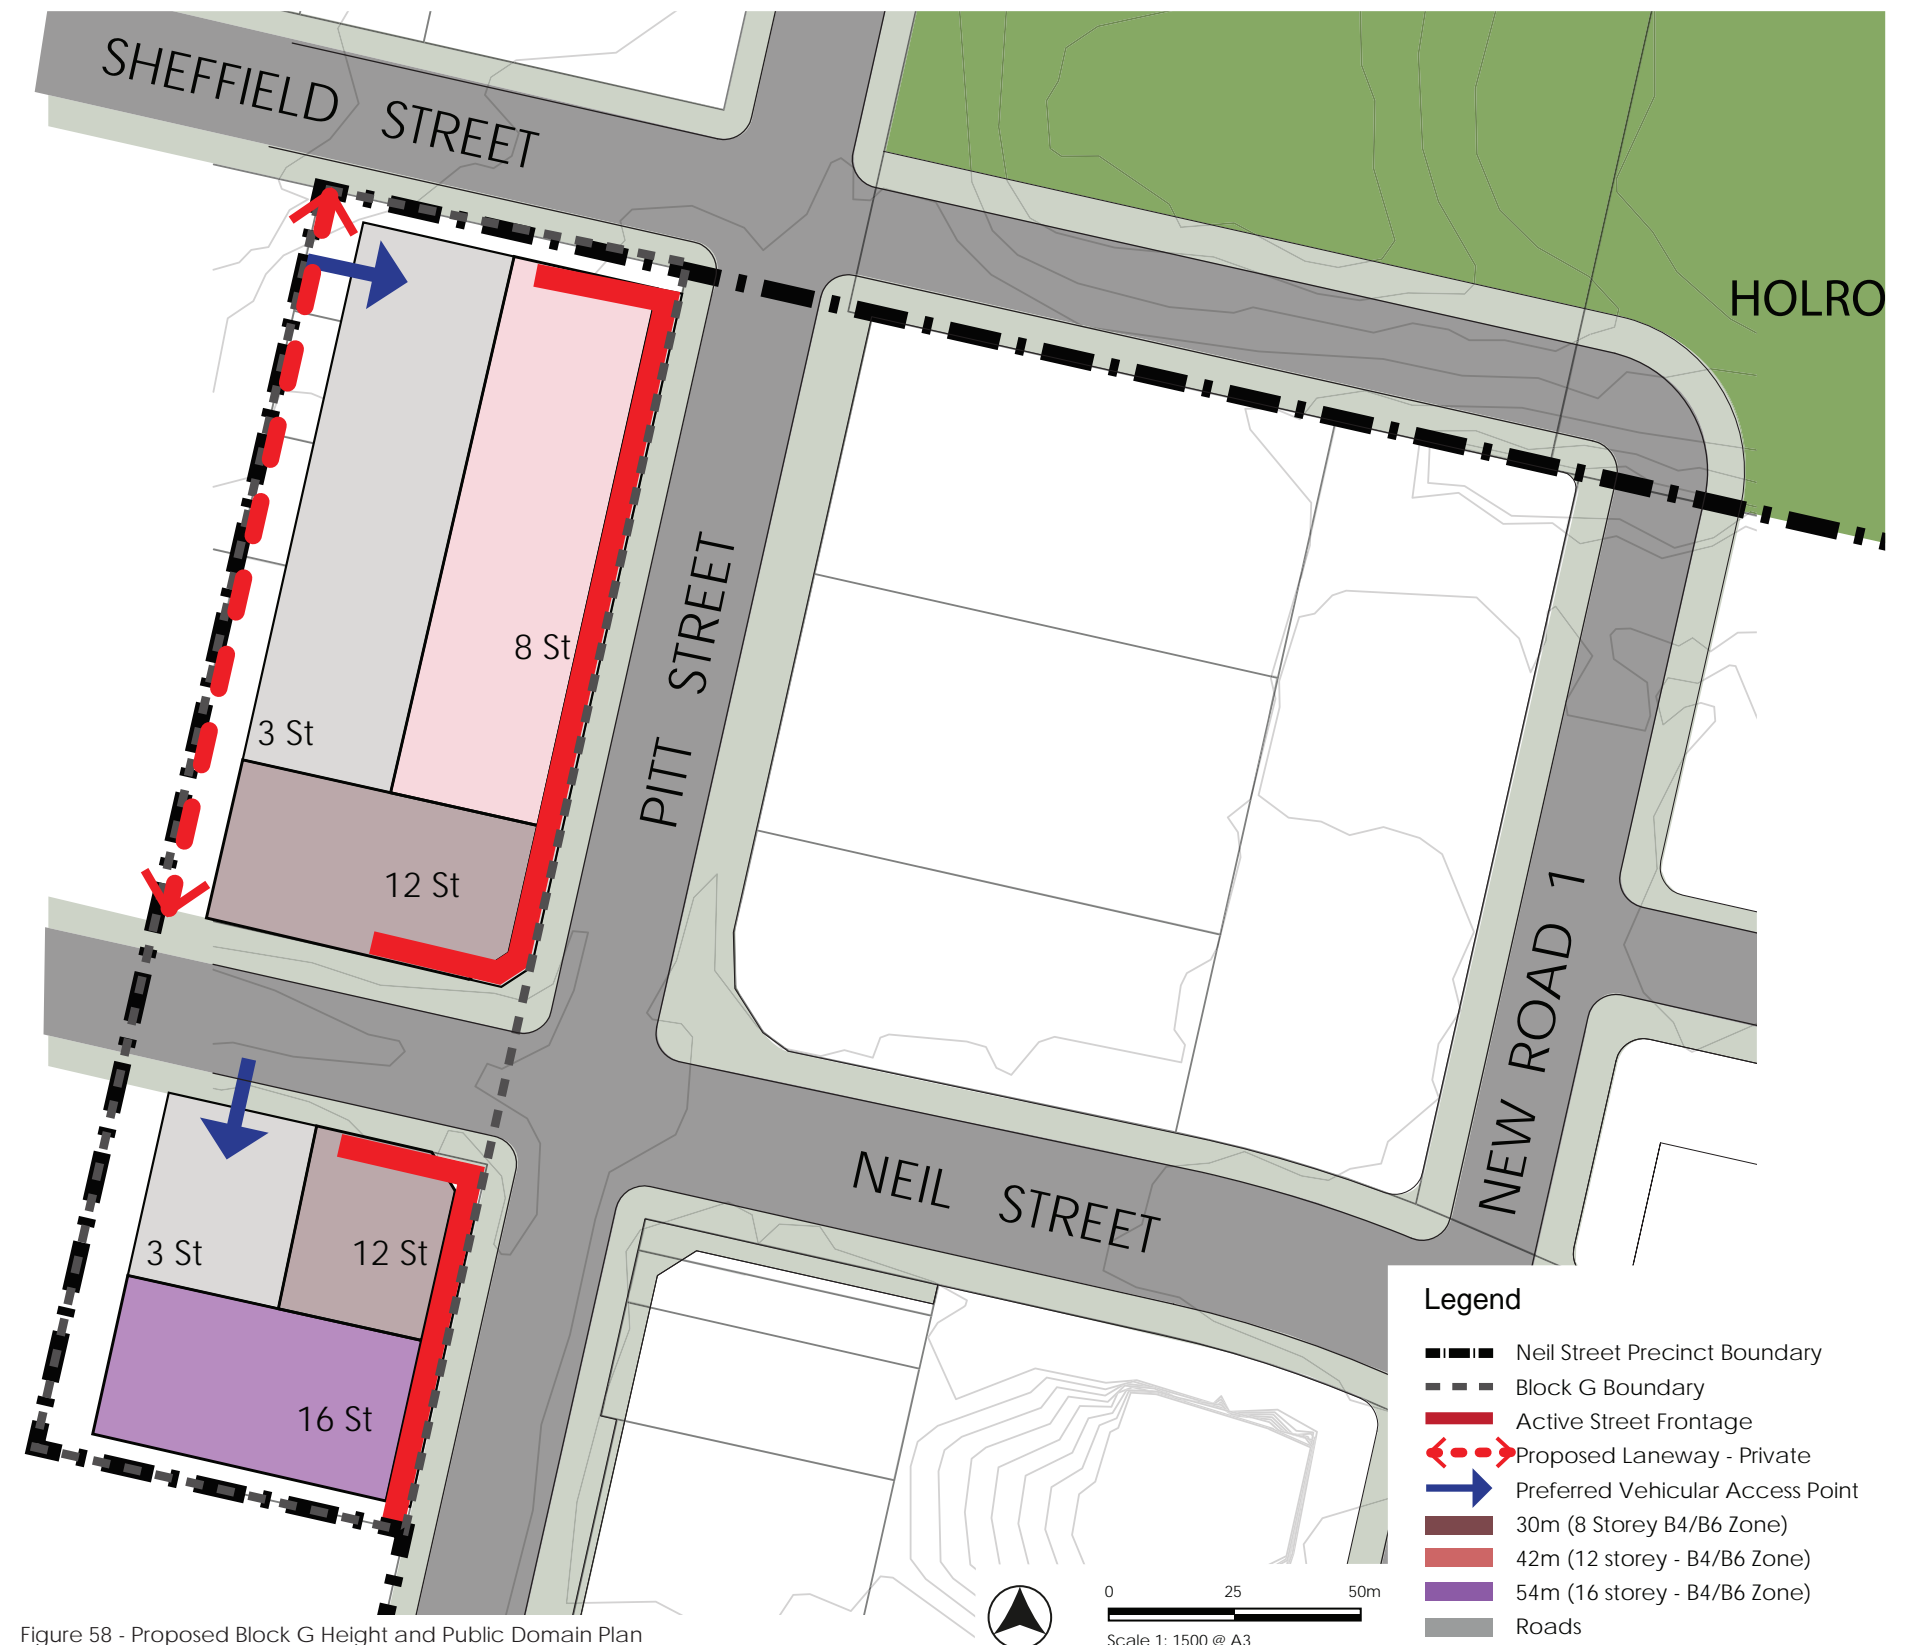 SHEFFIELD STREET
HOLRO
8 St
PITT STREET
3 St
12 St
NEW ROAD 1
NEIL STREET
3 St
12 St
16 St
Legend
Neil Street Precinct Boundary
Block G Boundary
Active Street Frontage
Proposed Laneway - Private
Preferred Vehicular Access Point
30m (8 Storey B4/B6 Zone)
42m (12 storey - B4/B6 Zone)
54m (16 storey - B4/B6 Zone)
Roads
0 25 50m
Scale 1: 1500 @ A3
Figure 58 - Proposed Block G Height and Public Domain Plan